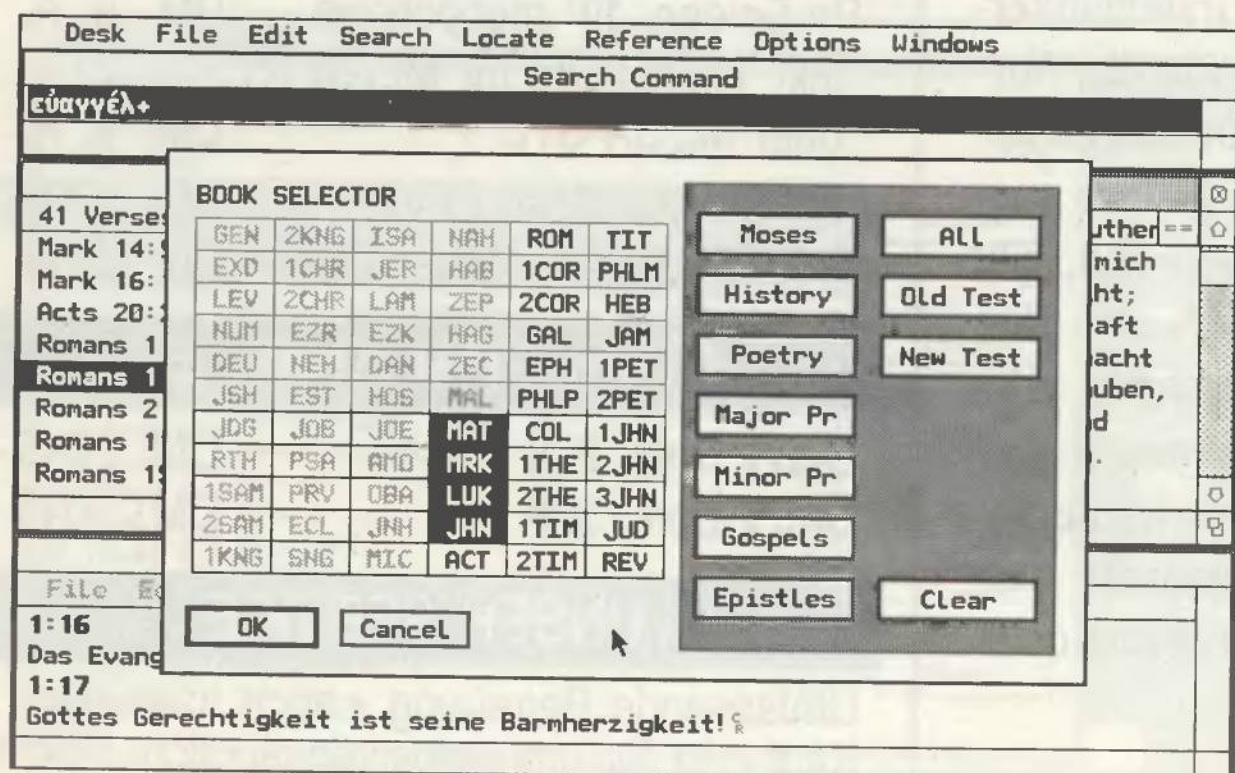 Desk File Edit Search Locate Reference Options Windows
Search Command
εὐαγγέλ+
BOOK SELECTOR
GEN 2KNG ISA NAH ROM TIT
EXD 1CHR JER HAB 1COR PHLM
LEV 2CHR LAM ZEP 2COR HEB
NUM EZR EZK HAG GAL JAM
DEU NEH DAN ZEC EPH 1PET
JSH EST HOS MAL PHLP 2PET
JDG JOB JOE MAT COL 1JHN
RTH PSA AMO MRK 1THE 2JHN
1SAM PRV OBA LUK 2THE 3JHN
2SAM ECL JNH JHN 1TIM JUD
1KNG SNG MIC ACT 2TIM REV
OK Cancel
Moses All
History Old Test
Poetry New Test
Major Pr
Minor Pr
Gospels
Epistles Clear
41 Verses
Mark 14:
Mark 16:
Acts 20:
Romans 1
Romans 1
Romans 2
Romans 1
Romans 1
uther
mich
ht;
raft
acht
uben,
d
File
1:16
Das Evang
1:17
Gottes Gerechtigkeit ist seine Barmherzigkeit!